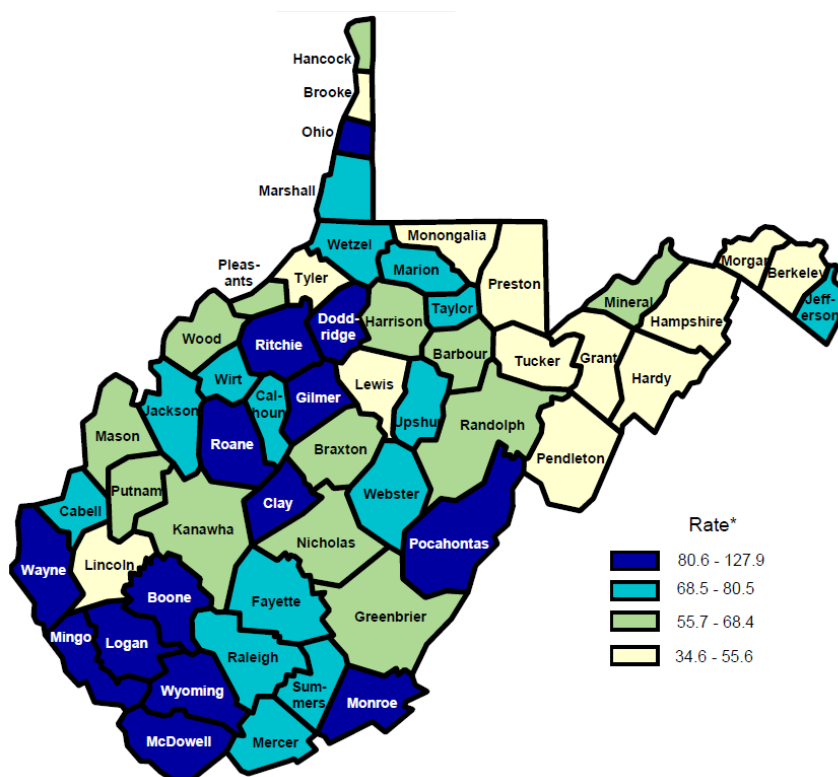 Hancock
Brooke
Ohio
Marshall
Wetzel
Monongalia
Marion
Preston
Morgan
Berkeley
Jeff-
erson
Pleas-
ants
Tyler
Taylor
Mineral
Hampshire
Wood
Ritchie
Dodd-
ridge
Harrison
Barbour
Tucker
Grant
Hardy
Wirt
Cal-
houn
Gilmer
Lewis
Upshur
Jackson
Roane
Randolph
Mason
Braxton
Pendleton
Putnam
Webster
Clay
Cabell
Kanawha
Nicholas
Pocahontas
Wayne
Lincoln
Boone
Fayette
Greenbrier
Mingo
Logan
Raleigh
Wyoming
Sum-
mers
Monroe
McDowell
Mercer
Rate*
80.6 - 127.9
68.5 - 80.5
55.7 - 68.4
34.6 - 55.6